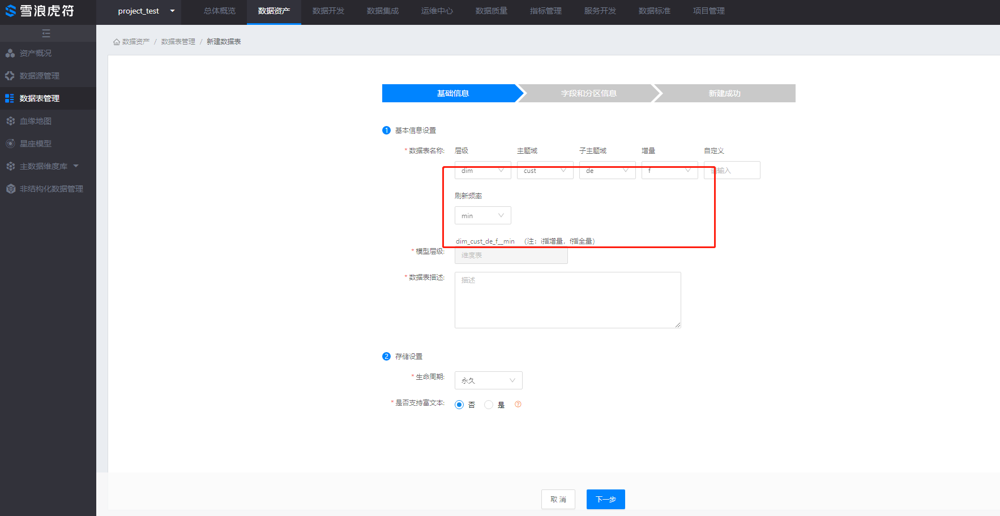 雪浪虎符
project_test
总体概览
数据资产
数据开发
数据集成
运维中心
数据质量
指标管理
服务开发
数据标准
项目管理
资产概况
数据源管理
数据表管理
血缘地图
星座模型
主数据维度库
非结构化数据管理
数据资产 / 数据表管理 / 新建数据表
基础信息
字段和分区信息
新建成功
1 基本信息设置
* 数据表名称:
层级
主题域
子主题域
增量
自定义
dim
cust
de
f
请输入
刷新频率
min
dim_cust_de_f__min (注：i指增量，f指全量)
* 模型层级:
维度表
* 数据表描述:
描述
2 存储设置
* 生命周期:
永久
* 是否支持富文本:
否
是
取 消
下一步